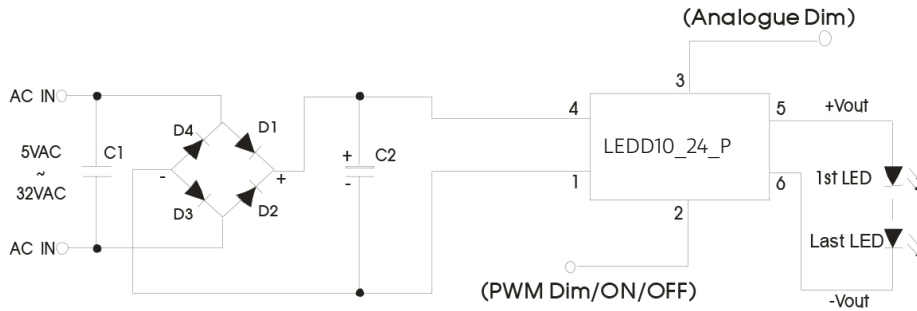 (Analogue Dim)
3
AC IN
D4
D1
4
5
+Vout
5VAC
~
32VAC
C1
LEDD10_24_P
+
C2
-
+
-
1
6
1st LED
D3
D2
2
Last LED
AC IN
(PWM Dim/ON/OFF)
-Vout